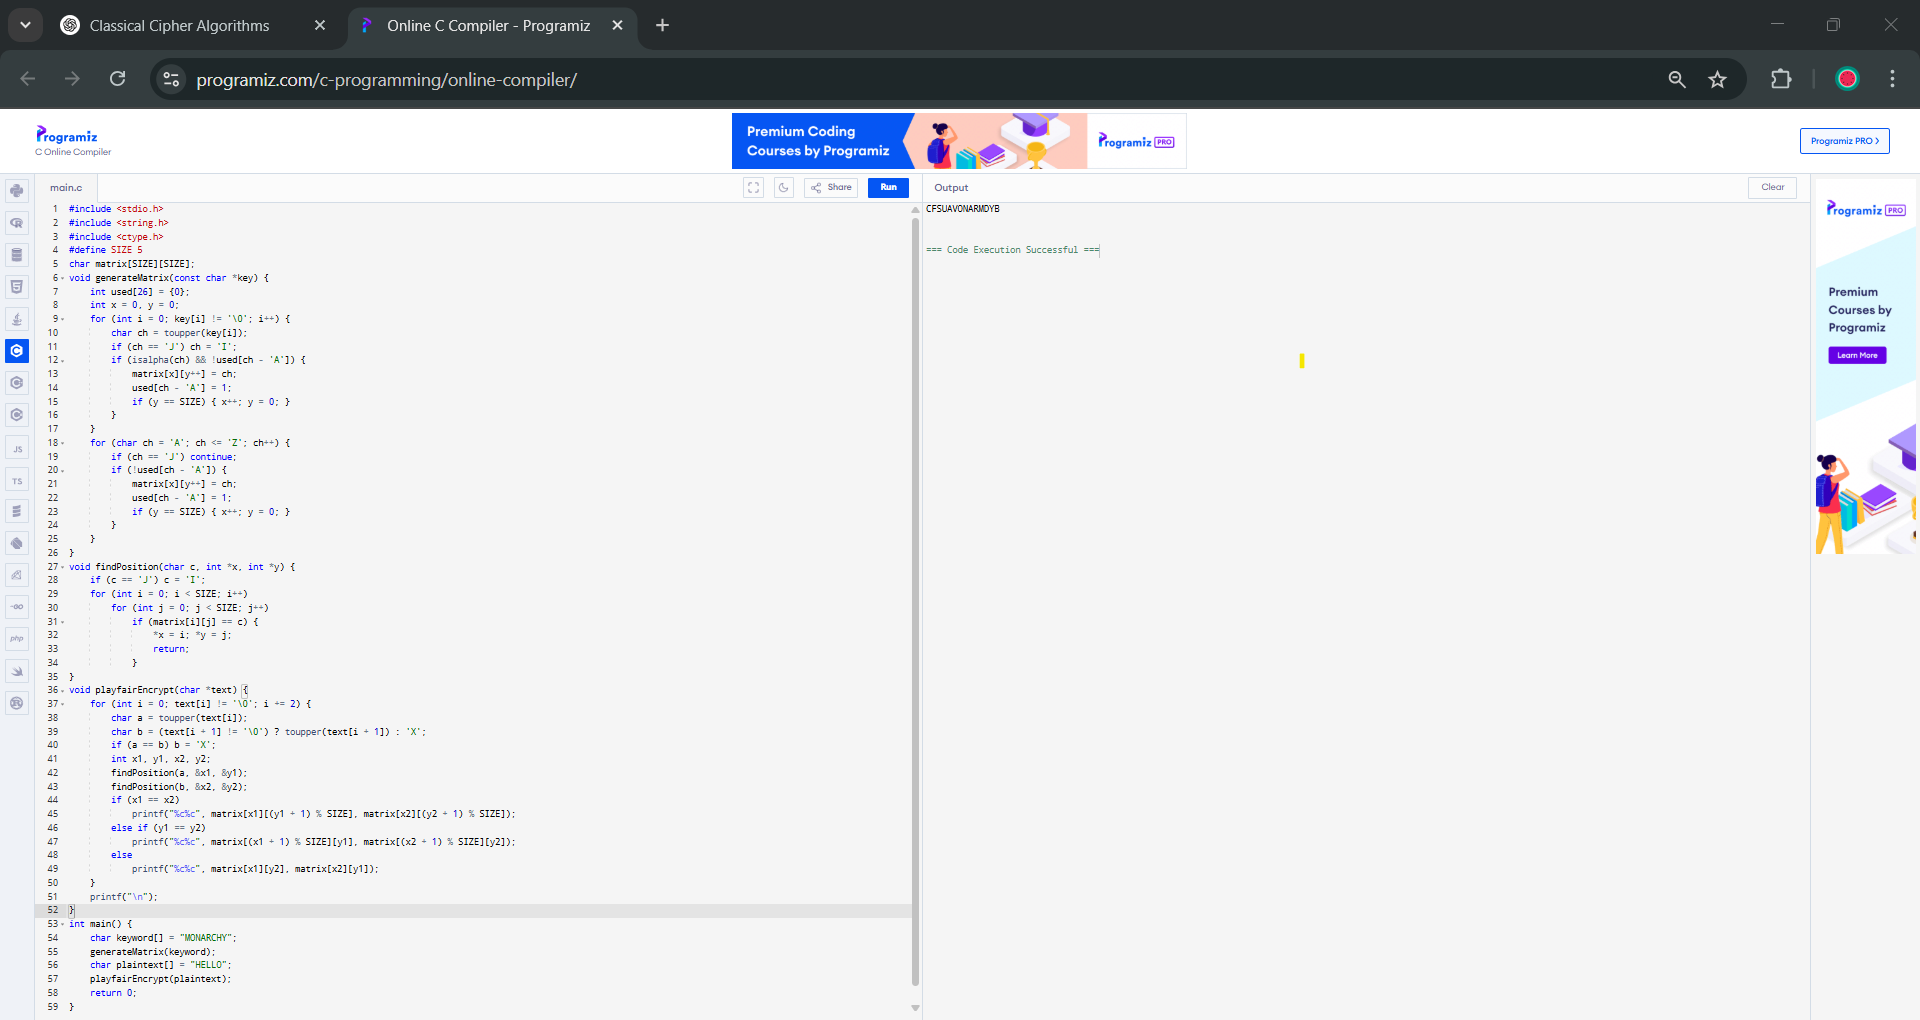 Classical Cipher Algorithms
Online C Compiler - Programiz
programiz.com/c-programming/online-compiler/
Programiz
C Online Compiler
Premium Coding
Courses by Programiz
Programiz PRO
Programiz PRO >
main.c
Share
Run
Output
Clear
1 #include <stdio.h>
2 #include <string.h>
3 #include <ctype.h>
4 #define SIZE 5
5 char matrix[SIZE][SIZE];
6 void generateMatrix(const char *key) {
7 int used[26] = {0};
8 int x = 0, y = 0;
9 for (int i = 0; key[i] != '\0'; i++) {
10 char ch = toupper(key[i]);
11 if (ch == 'J') ch = 'I';
12 if (isalpha(ch) && !used[ch - 'A']) {
13 matrix[x][y++] = ch;
14 used[ch - 'A'] = 1;
15 if (y == SIZE) { x++; y = 0; }
16 }
17 }
18 for (char ch = 'A'; ch <= 'Z'; ch++) {
19 if (ch == 'J') continue;
20 if (!used[ch - 'A']) {
21 matrix[x][y++] = ch;
22 used[ch - 'A'] = 1;
23 if (y == SIZE) { x++; y = 0; }
24 }
25 }
26 }
27 void findPosition(char c, int *x, int *y) {
28 if (c == 'J') c = 'I';
29 for (int i = 0; i < SIZE; i++)
30 for (int j = 0; j < SIZE; j++)
31 if (matrix[i][j] == c) {
32 *x = i; *y = j;
33 return;
34 }
35 }
36 void playfairEncrypt(char *text) {
37 for (int i = 0; text[i] != '\0'; i += 2) {
38 char a = toupper(text[i]);
39 char b = (text[i + 1] != '\0') ? toupper(text[i + 1]) : 'X';
40 if (a == b) b = 'X';
41 int x1, y1, x2, y2;
42 findPosition(a, &x1, &y1);
43 findPosition(b, &x2, &y2);
44 if (x1 == x2)
45 printf("%c%c", matrix[x1][(y1 + 1) % SIZE], matrix[x2][(y2 + 1) % SIZE]);
46 else if (y1 == y2)
47 printf("%c%c", matrix[(x1 + 1) % SIZE][y1], matrix[(x2 + 1) % SIZE][y2]);
48 else
49 printf("%c%c", matrix[x1][y2], matrix[x2][y1]);
50 }
51 printf("\n");
52 }
53 int main() {
54 char keyword[] = "MONARCHY";
55 generateMatrix(keyword);
56 char plaintext[] = "HELLO";
57 playfairEncrypt(plaintext);
58 return 0;
59 }
CFSUAVONARMDYB
=== Code Execution Successful ===
JS
TS
GO
php
Programiz PRO
Premium
Courses by
Programiz
Learn More